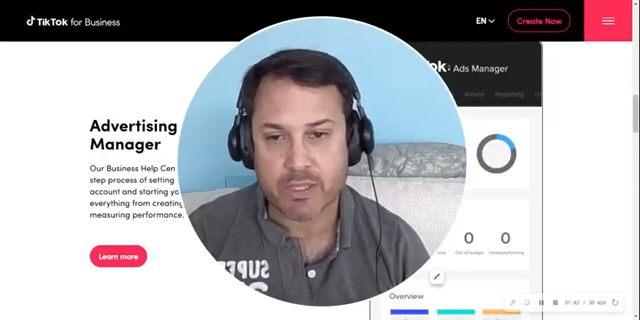 TikTok for Business
EN
Create Now
Ads Manager
Assets Reporting
Advertising
Manager
Our Business Help Cen
step process of setting
account and starting yo
everything from creating
measuring performance.
Learn more
0 0
Out of budget Underperforming
Overview
SUPER
01:43 / 30 min